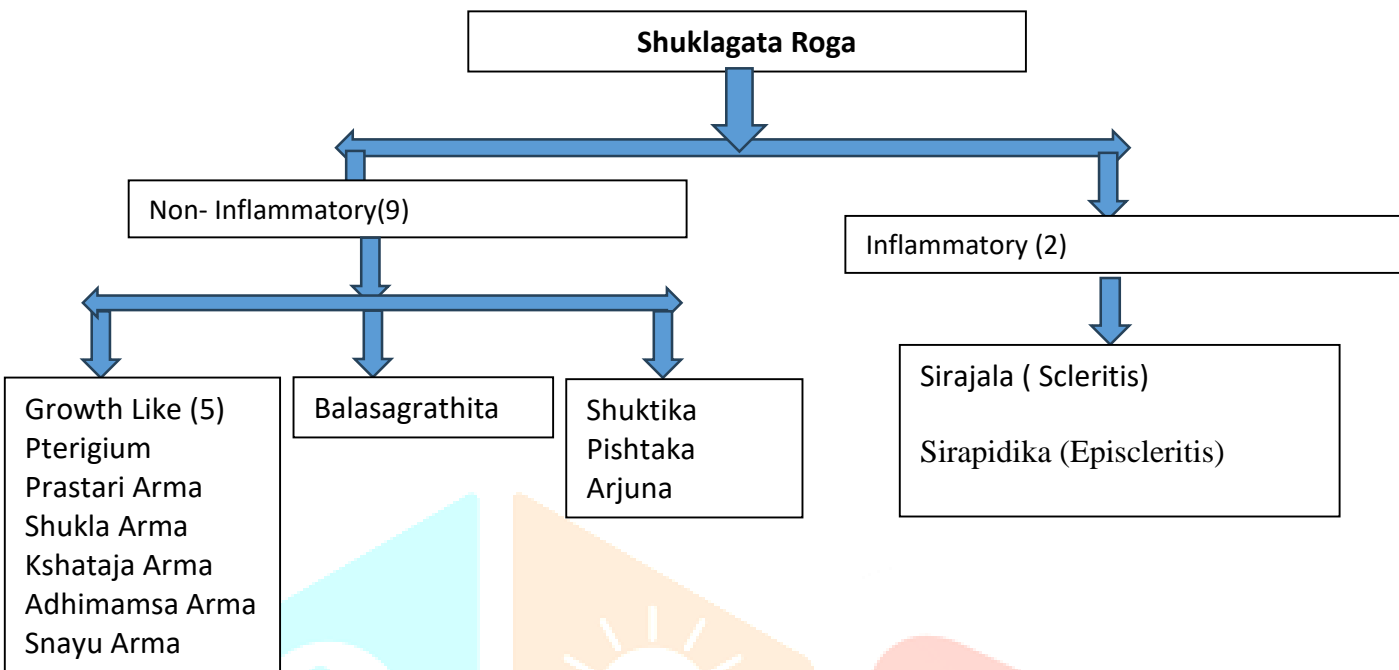 Shuklagata Roga
Non- Inflammatory(9)
Inflammatory (2)
Growth Like (5)
Pterigium
Prastari Arma
Shukla Arma
Kshataja Arma
Adhimamsa Arma
Snayu Arma
Balasagrathita
Shuktika
Pishtaka
Arjuna
Sirajala ( Scleritis)
Sirapidika (Episcleritis)